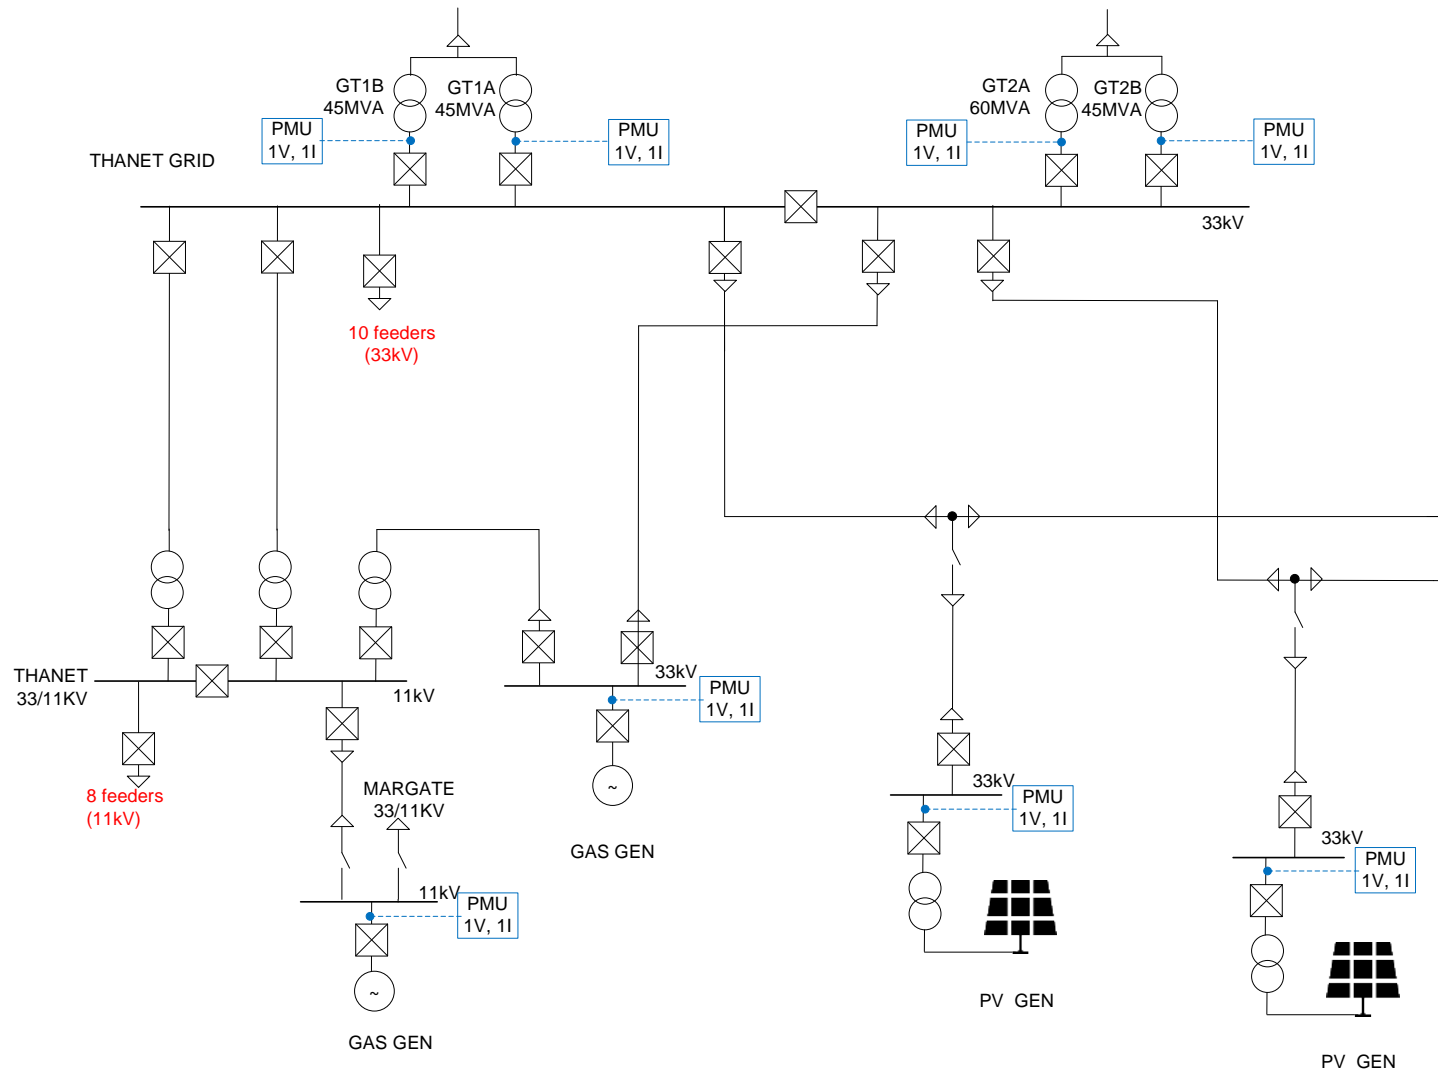 GT1B
45MVA
GT1A
45MVA
GT2A
60MVA
GT2B
45MVA
PMU
1V, 1I
PMU
1V, 1I
PMU
1V, 1I
PMU
1V, 1I
THANET GRID
33kV
10 feeders
(33kV)
THANET
33/11KV
11kV
33kV
PMU
1V, 1I
8 feeders
(11kV)
MARGATE
33/11KV
~
GAS GEN
33kV
PMU
1V, 1I
33kV
PMU
1V, 1I
11kV
PMU
1V, 1I
~
GAS GEN
PV GEN
PV GEN